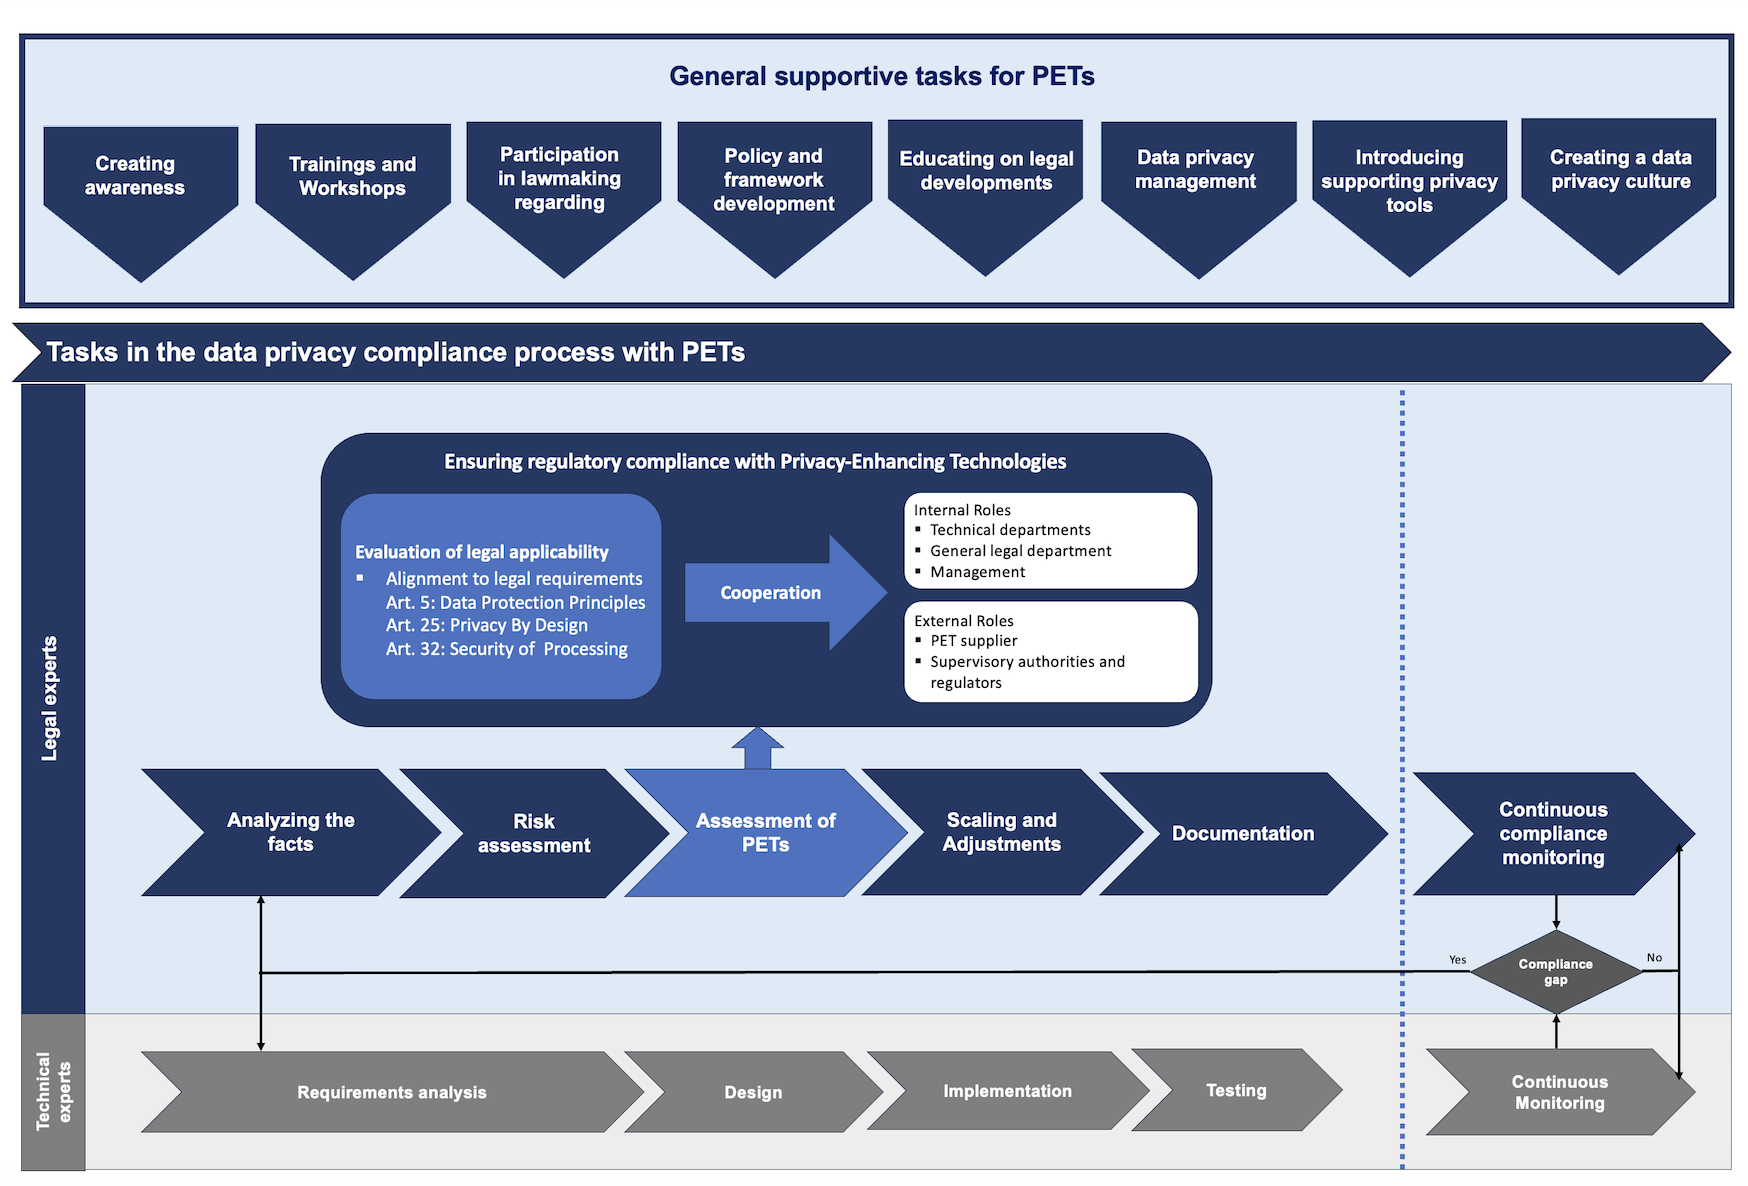 General supportive tasks for PETs
Creating
awareness
Trainings and
Workshops
Participation
in lawmaking
regarding
Policy and
framework
development
Educating on legal
developments
Data privacy
management
Introducing
supporting privacy
tools
Creating a data
privacy culture
Tasks in the data privacy compliance process with PETs
Legal experts
Ensuring regulatory compliance with Privacy-Enhancing Technologies
Evaluation of legal applicability
▪ Alignment to legal requirements
Art. 5: Data Protection Principles
Art. 25: Privacy By Design
Art. 32: Security of Processing
Cooperation
Internal Roles
▪ Technical departments
▪ General legal department
▪ Management
External Roles
▪ PET supplier
▪ Supervisory authorities and
regulators
Analyzing the
facts
Risk
assessment
Assessment of
PETs
Scaling and
Adjustments
Documentation
Continuous
compliance
monitoring
Yes
Compliance
gap
No
Technical
experts
Requirements analysis
Design
Implementation
Testing
Continuous
Monitoring